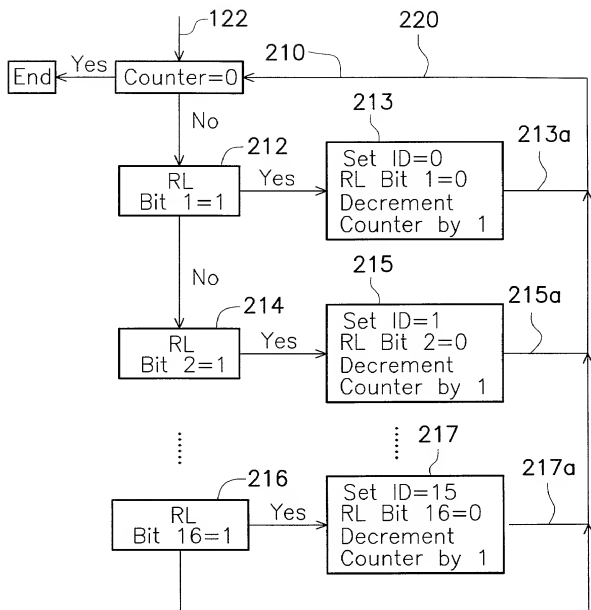 122
210
220
End
Yes
Counter=0
No
212
213
213a
RL
Bit 1=1
Yes
Set ID=0
RL Bit 1=0
Decrement
Counter by 1
No
214
215
215a
RL
Bit 2=1
Yes
Set ID=1
RL Bit 2=0
Decrement
Counter by 1
216
217
217a
RL
Bit 16=1
Yes
Set ID=15
RL Bit 16=0
Decrement
Counter by 1